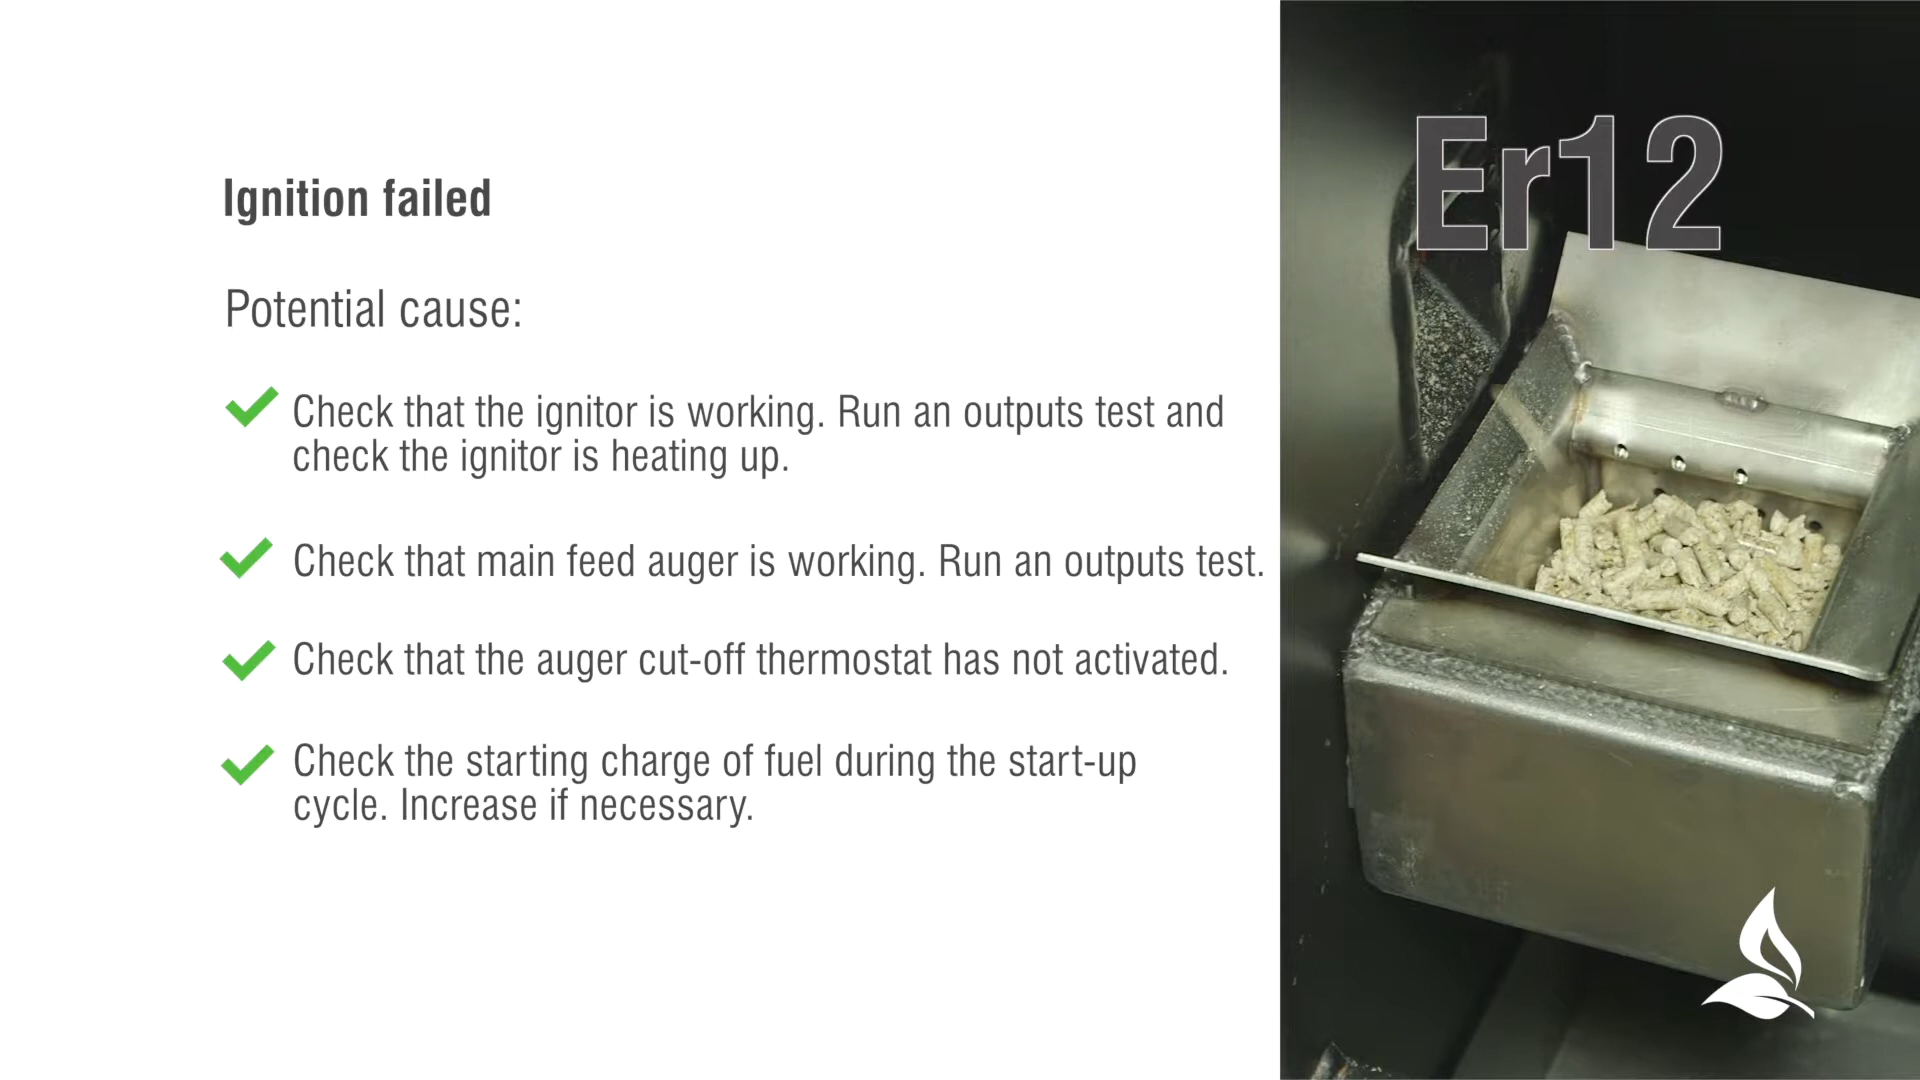 Er12
Ignition failed
Potential cause:
Check that the ignitor is working. Run an outputs test and
check the ignitor is heating up.
Check that main feed auger is working. Run an outputs test.
Check that the auger cut-off thermostat has not activated.
Check the starting charge of fuel during the start-up
cycle. Increase if necessary.